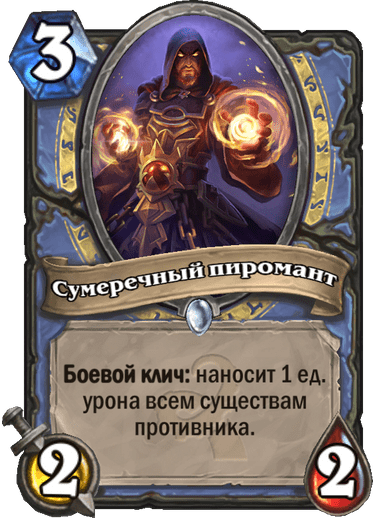 3
Сумеречный пиромант
Боевой клич: наносит 1 ед.
урона всем существам
противника.
2
2